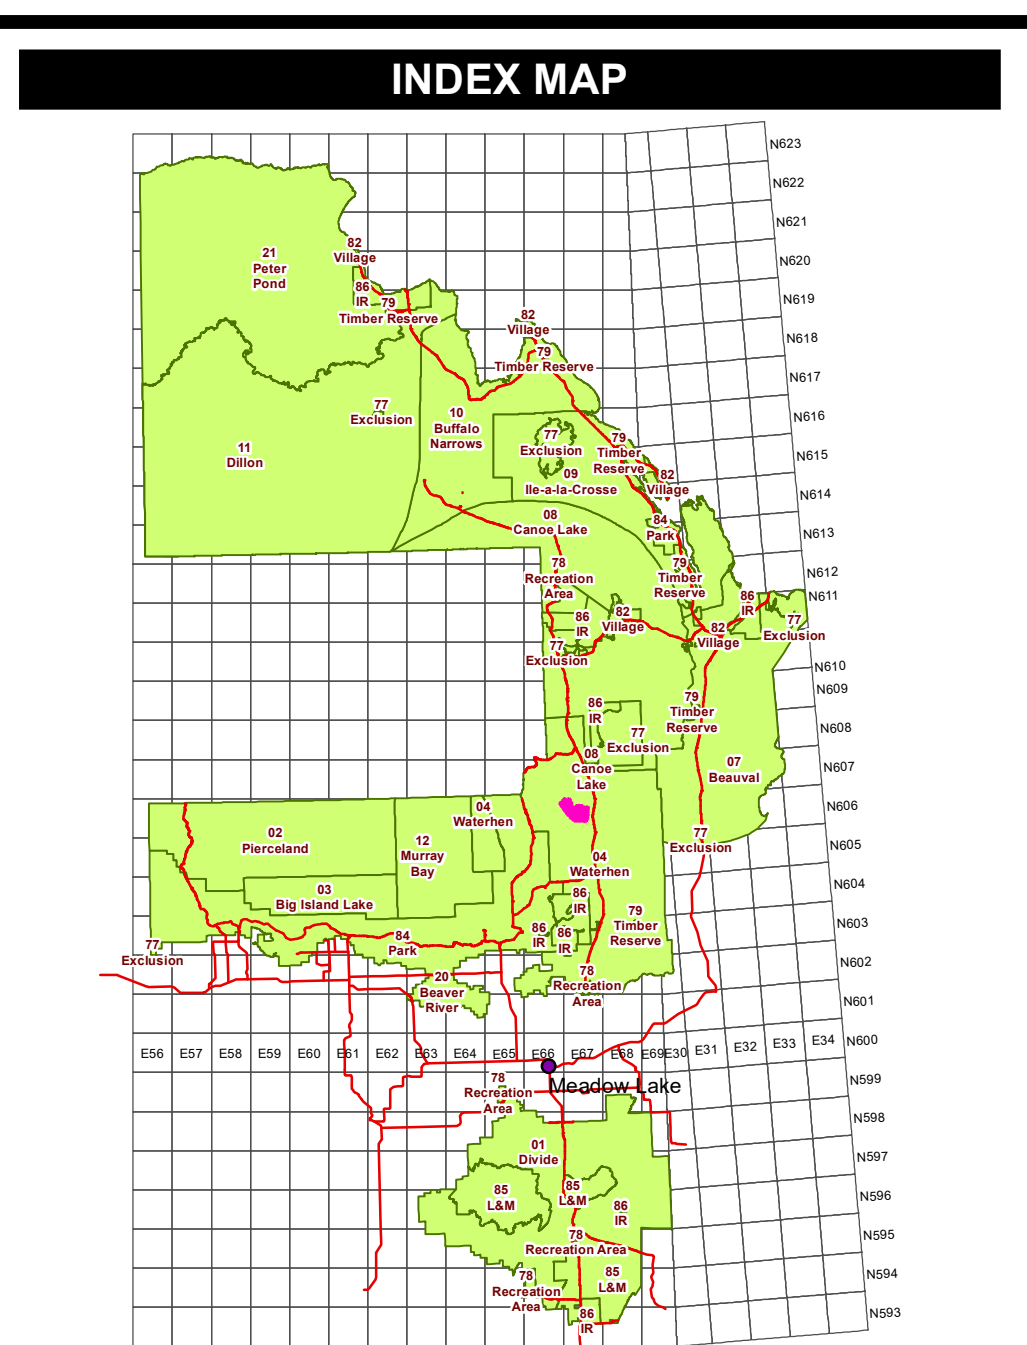 INDEX MAP
N623
N622
N621
N620
N619
N618
N617
N616
N615
N614
N613
N612
N611
N610
N609
N608
N607
N606
N605
N604
N603
N602
N601
N600
N599
N598
N597
N596
N595
N594
N593
21
Peter
Pond
82
Village
86
IR
79
Timber Reserve
82
Village
79
Timber Reserve
77
Exclusion
10
Buffalo
Narrows
11
Dillon
77
Exclusion
79
Timber
Reserve
09
Ile-a-la-Crosse
82
Village
08
Canoe Lake
84
Park
78
Recreation
Area
79
Timber
Reserve
86
IR
82
Village
86
IR
77
Exclusion
82
Village
77
Exclusion
86
IR
79
Timber
Reserve
77
Exclusion
08
Canoe
Lake
07
Beauval
04
Waterhen
02
Pierceland
12
Murray
Bay
77
Exclusion
04
Waterhen
03
Big Island Lake
86
IR
79
Timber
Reserve
86
IR
86
IR
84
Park
77
Exclusion
78
Recreation
Area
20
Beaver
River
E56
E57
E58
E59
E60
E61
E62
E63
E64
E65
E66
E67
E68
E69
E30
E31
E32
E33
E34
Meadow Lake
78
Recreation
Area
01
Divide
85
L&M
85
L&M
86
IR
78
Recreation Area
78
Recreation
Area
85
L&M
86
IR